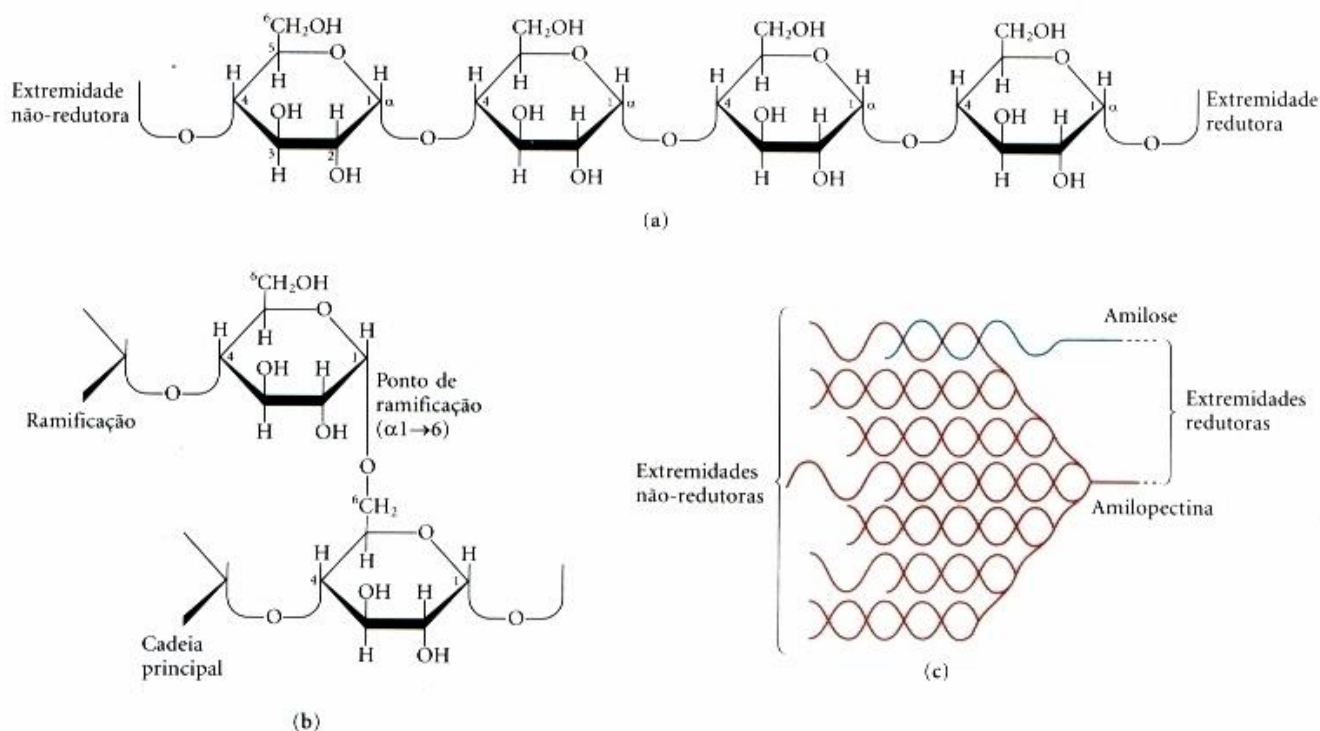 ⁶CH₂OH CH₂OH CH₂OH CH₂OH
5 O O O O
H H H H H H H H
H H H H
Extremidade
não-redutora
4 1 α 4 1 α 4 1 α 4 1 α
Extremidade
redutora
OH H OH H OH H OH H
O O O O O
3 2
H OH H OH H OH H OH
(a)
⁶CH₂OH
O
H H
H
4 1
OH H
O
H OH
Ramificação
Ponto de
ramificação
(α1→6)
O
⁶CH₂
O
H H
H
4 1
OH H
O O
H OH
Cadeia
principal
(b)
Amilose
Extremidades
redutoras
Extremidades
não-redutoras
Amilopectina
(c)